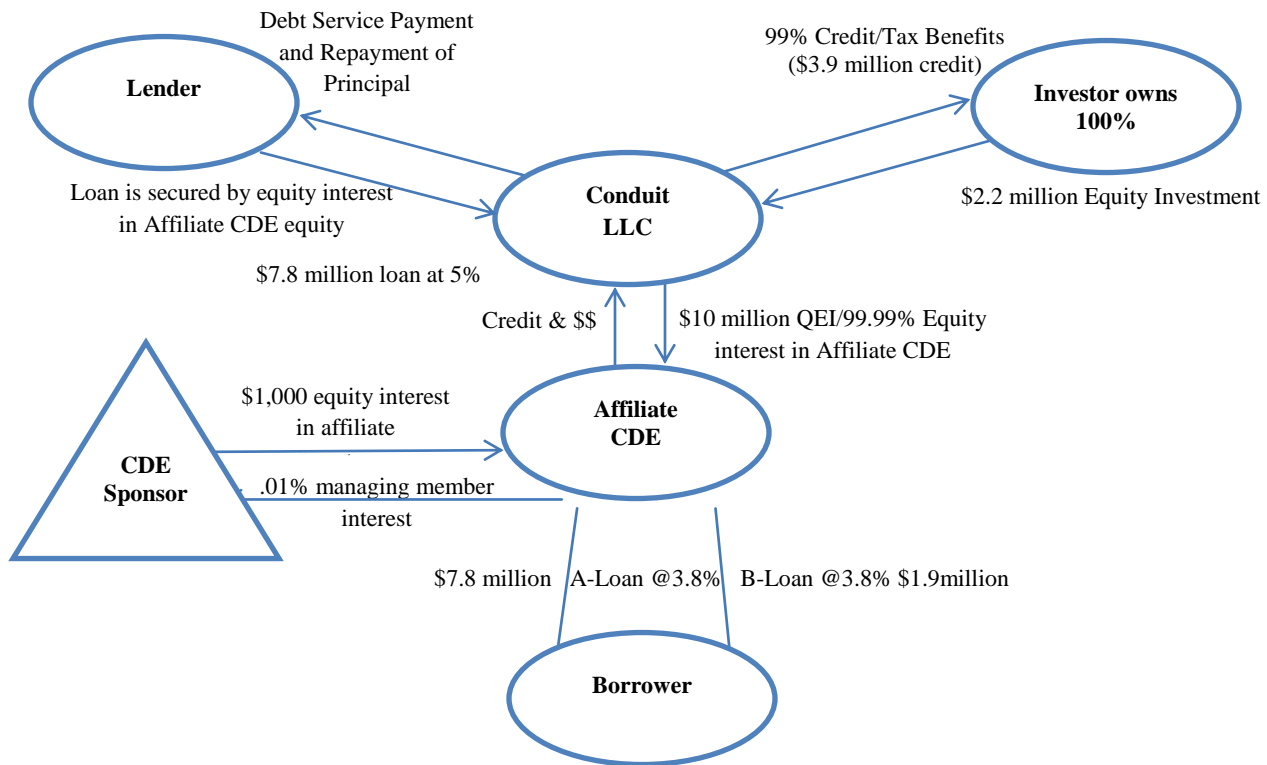 Debt Service Payment
and Repayment of
Principal
Lender
99% Credit/Tax Benefits
($3.9 million credit)
Investor owns
100%
Loan is secured by equity interest
in Affiliate CDE equity
Conduit
LLC
$2.2 million Equity Investment
$7.8 million loan at 5%
Credit & $$
$10 million QEI/99.99% Equity
interest in Affiliate CDE
$1,000 equity interest
in affiliate
Affiliate
CDE
CDE
Sponsor
.01% managing member
interest
$7.8 million A-Loan @3.8% B-Loan @3.8% $1.9million
Borrower